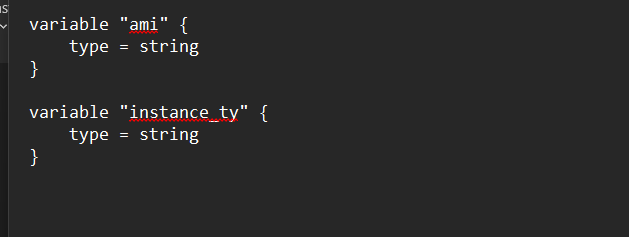 variable "ami" {
    type = string
}

variable "instance_ty" {
    type = string
}